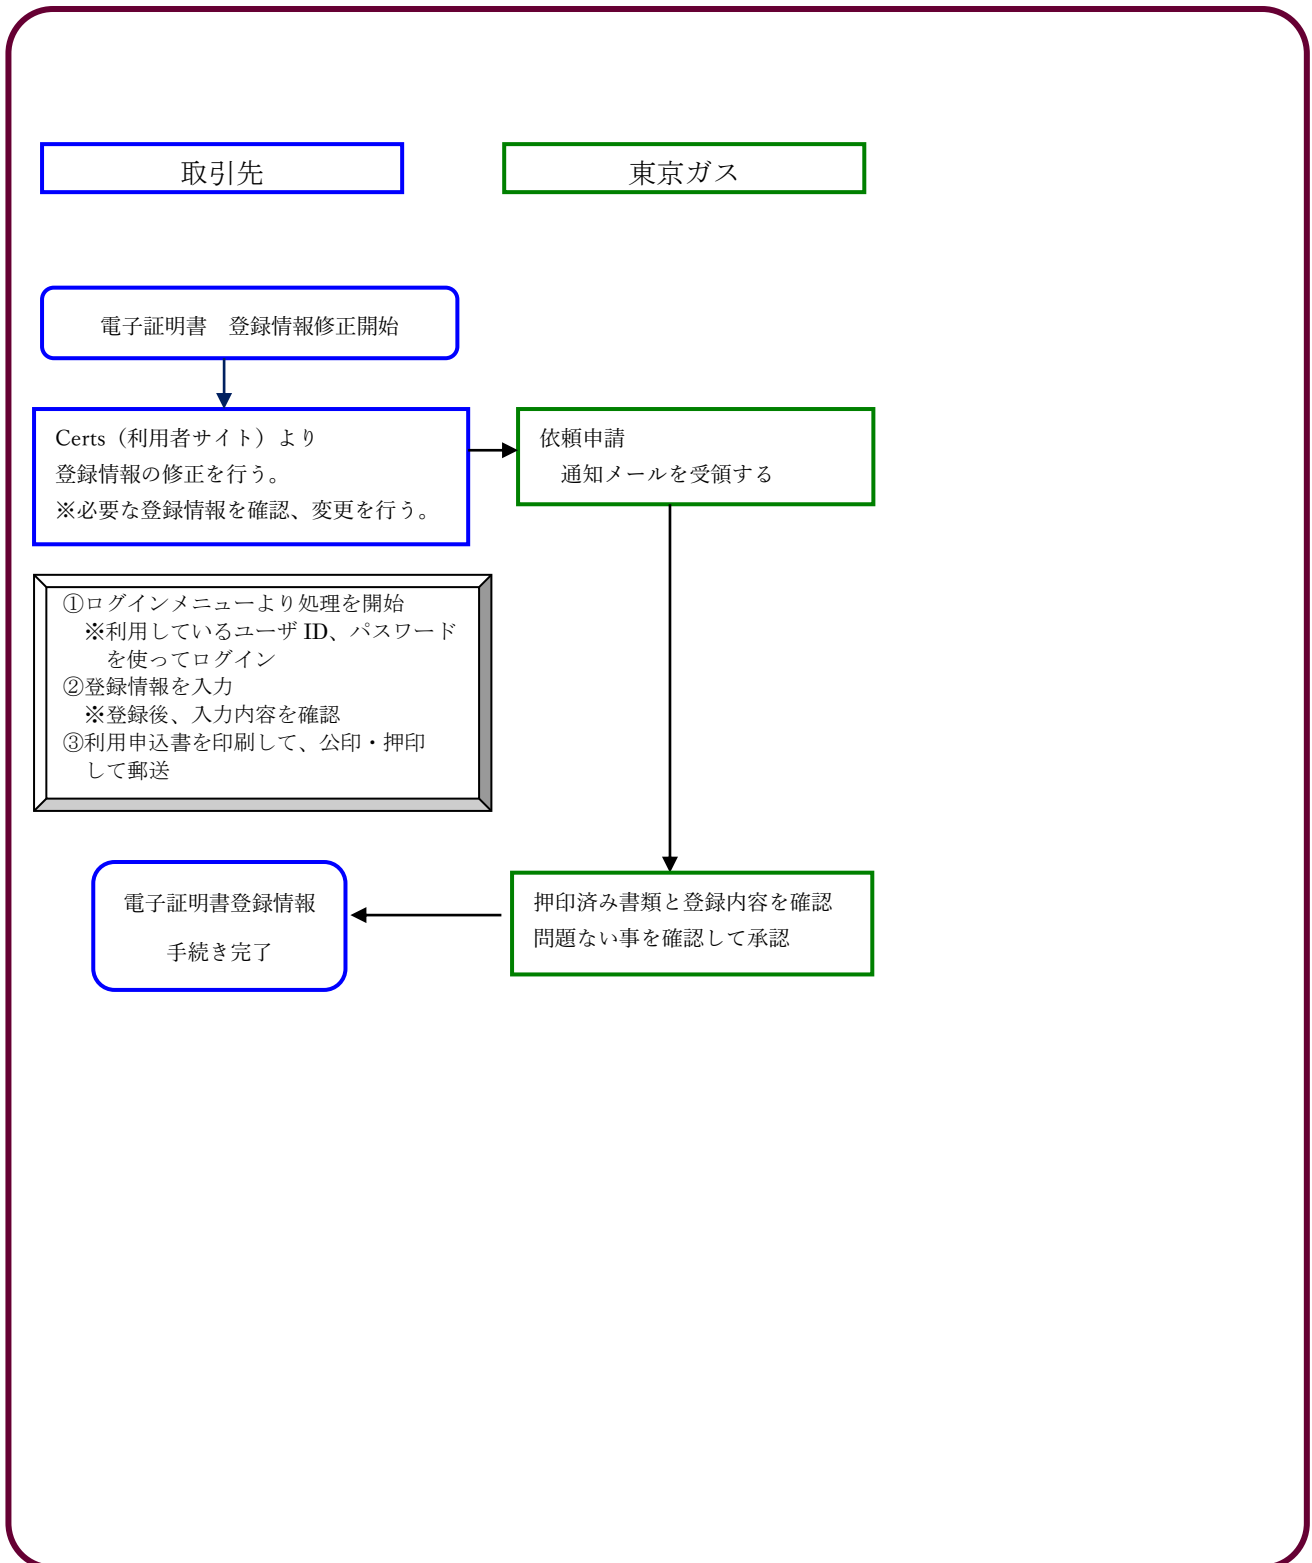 取引先
東京ガス
電子証明書　登録情報修正開始
Certs（利用者サイト）より
登録情報の修正を行う。
※必要な登録情報を確認、変更を行う。
依頼申請
通知メールを受領する
①ログインメニューより処理を開始
※利用しているユーザ ID、パスワード
を使ってログイン
②登録情報を入力
※登録後、入力内容を確認
③利用申込書を印刷して、公印・押印
して郵送
押印済み書類と登録内容を確認
問題ない事を確認して承認
電子証明書登録情報
手続き完了